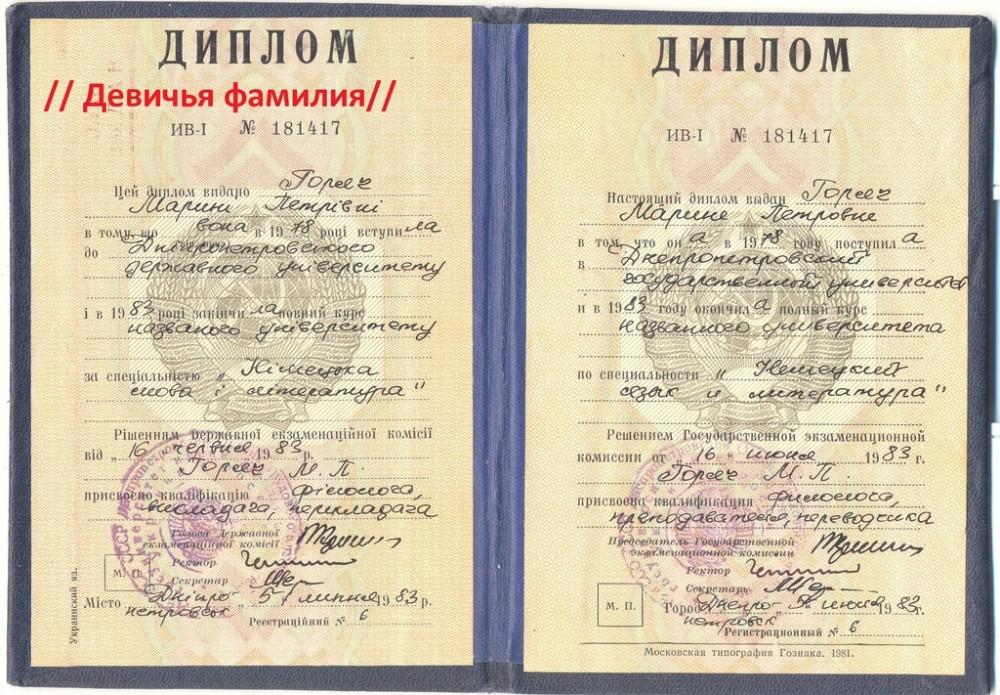 ДИПЛОМ
// Девичья фамилия//
ИВ-I № 181417
Цей диплом видано Горяч
Марині Петрівні
в тому, що вона в 1978 році вступила
до Дніпропетровського
державного університету
і в 1983 році закінчила повний курс
названого університету
за спеціальністю „Німецька
мова і література"
Рішенням Державної екзаменаційної комісії
від „16 червня 1983 р.
Горяч М. П.
присвоєно кваліфікацію філолога,
викладача, перекладача
Голова Державної
екзаменаційної комісії
Ректор
М. П.
Секретар
Місто Дніпро- 5 липня 1983 р.
петровськ
Реєстраційний № 6
Украинский яз.
ДИПЛОМ
ИВ-I № 181417
Настоящий диплом выдан Горяч
Марине Петровне
в том, что она в 1978 году поступила
в Днепропетровский
государственный университет
и в 1983 году окончила полный курс
названного университета
по специальности „Немецкий
язык и литература"
Решением Государственной экзаменационной
комиссии от „16 „ июня 1983 г.
Горяч М. П.
присвоена квалификация филолога,
преподавателя, переводчика
Председатель Государственной
экзаменационной комиссии
Ректор
Секретарь
М. П.
Город Днепро- 1983 г.
петровск
Регистрационный № 6
Московская типография Гознака. 1981.